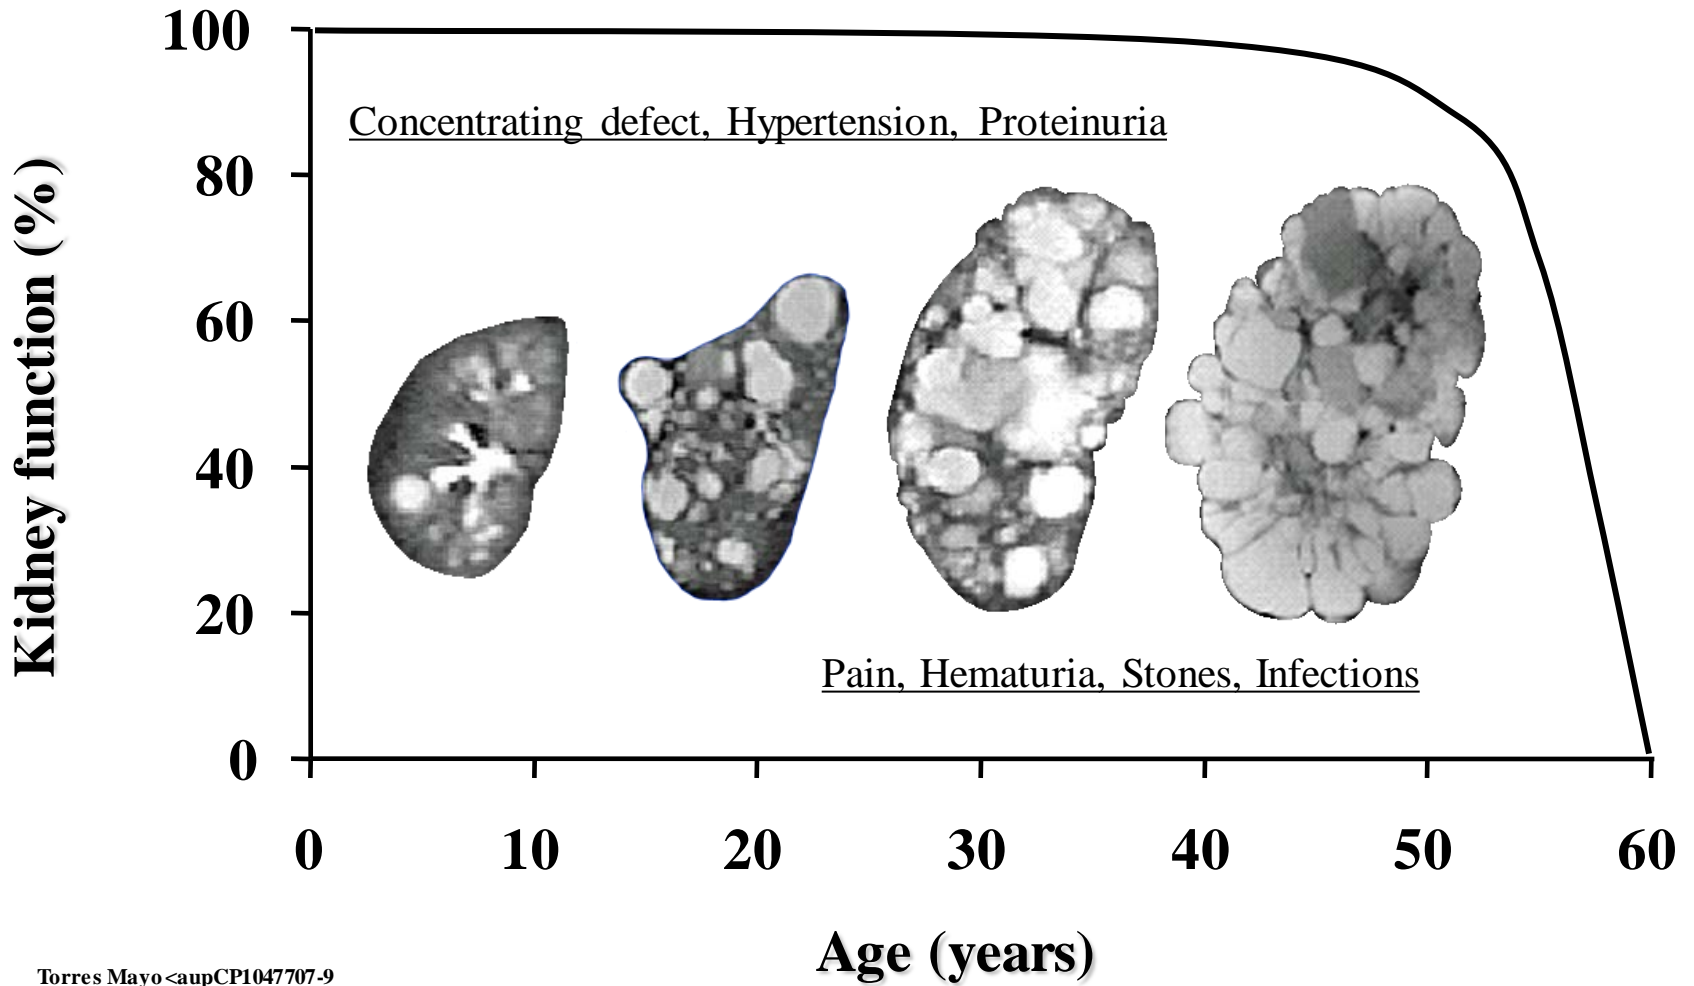 100
Concentrating defect, Hypertension, Proteinuria
80
60
40
20
Pain, Hematuria, Stones, Infections
0
0 10 20 30 40 50 60
Kidney function (%)
Age (years)
Torres Mayo<aupCP1047707-9